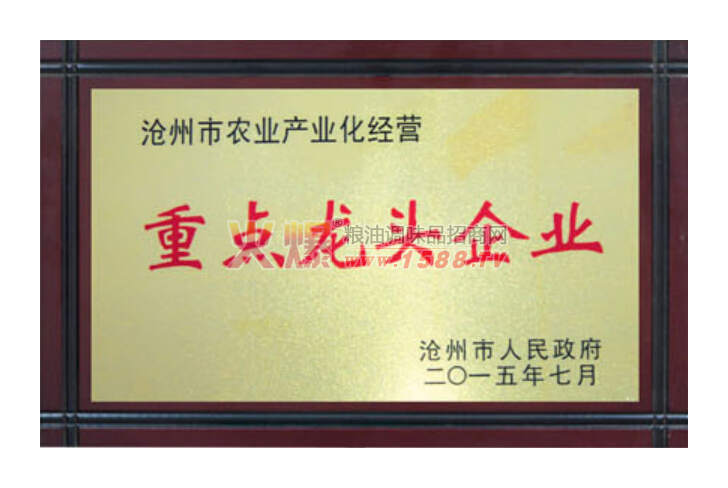 沧州市农业产业化经营
重点龙头企业
火爆®粮油调味品招商网
www.1588.tv
沧州市人民政府
二〇一五年七月